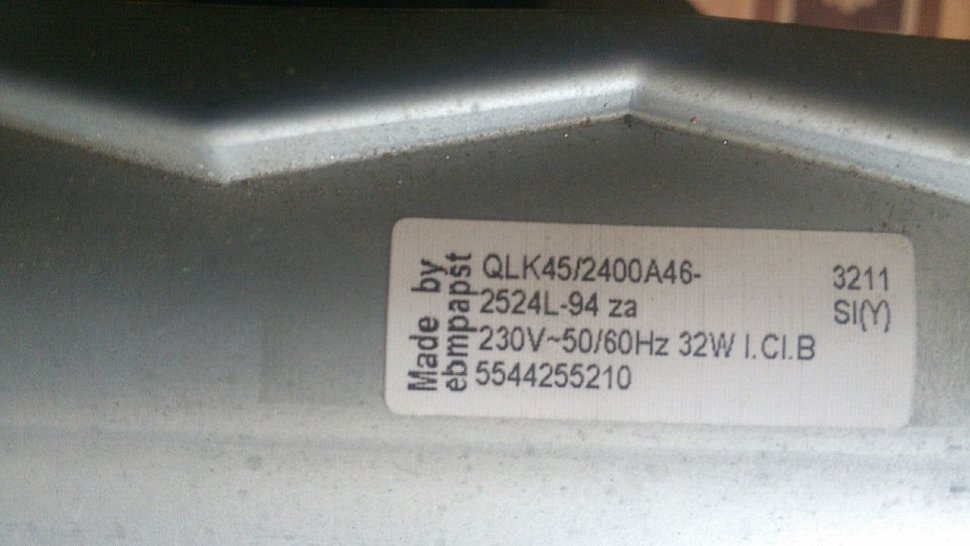 Made by
ebmpapst
QLK45/2400A46-
2524L-94 za
230V~50/60Hz 32W I.Cl.B
5544255210
3211
SI(Y)